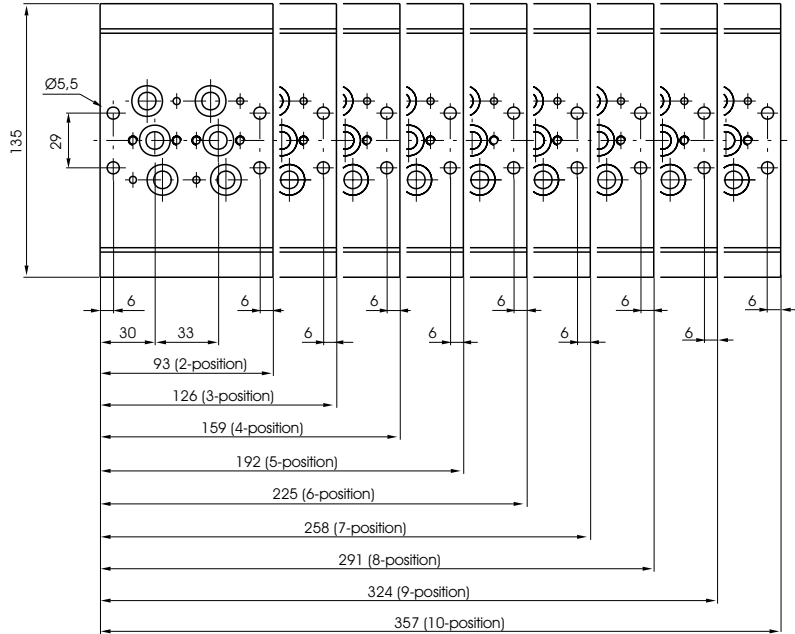 Ø5,5
135
29
6 6 6 6 6 6
30 33 6 6 6 6
93 (2-position)
126 (3-position)
159 (4-position)
192 (5-position)
225 (6-position)
258 (7-position)
291 (8-position)
324 (9-position)
357 (10-position)